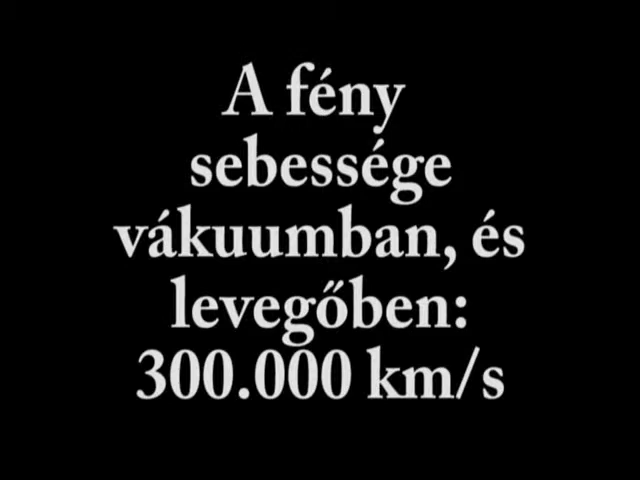 A fény
sebessége
vákuumban, és
levegőben:
300.000 km/s